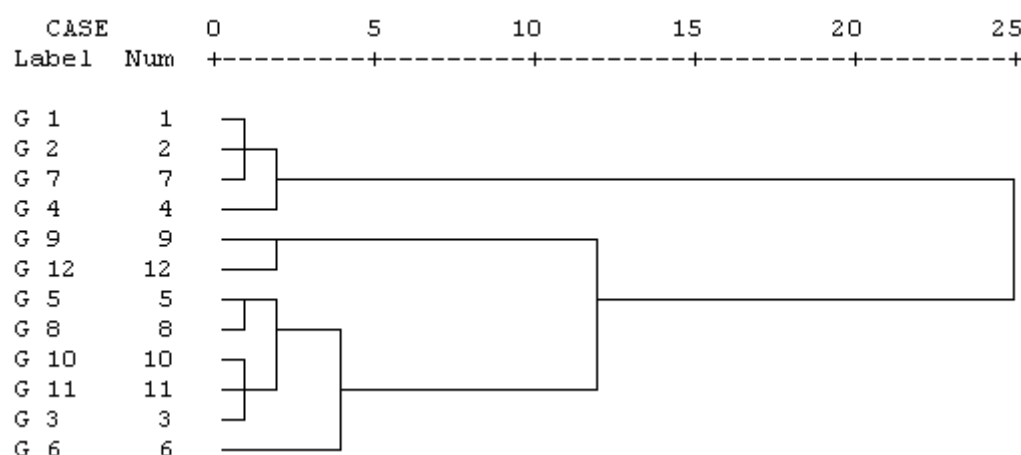 CASE 0 5 10 15 20 25
Label Num +---------+---------+---------+---------+---------+
G 1 1
G 2 2
G 7 7
G 4 4
G 9 9
G 12 12
G 5 5
G 8 8
G 10 10
G 11 11
G 3 3
G 6 6